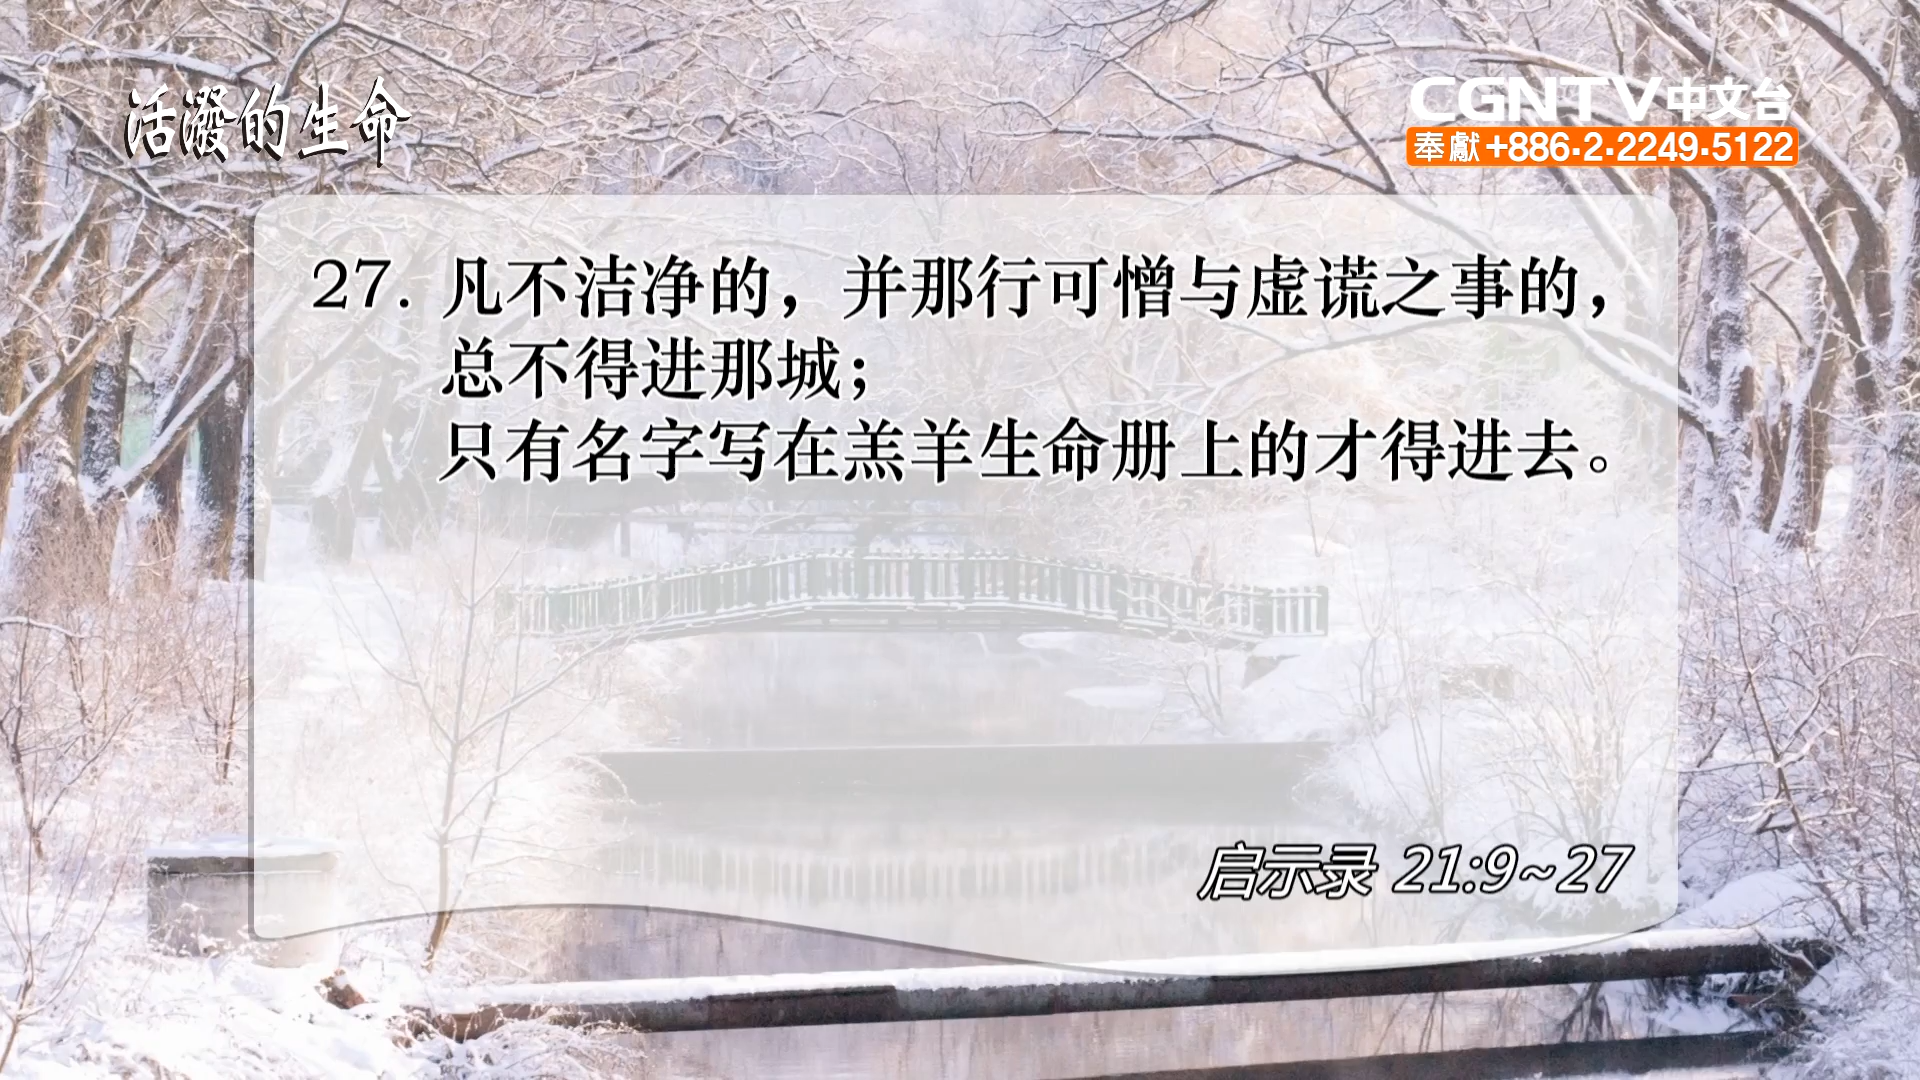 活潑的生命
CGNTV中文台
奉獻+886·2·2249·5122
27. 凡不洁净的，并那行可憎与虚谎之事的，
总不得进那城；
只有名字写在羔羊生命册上的才得进去。
启示录 21:9~27